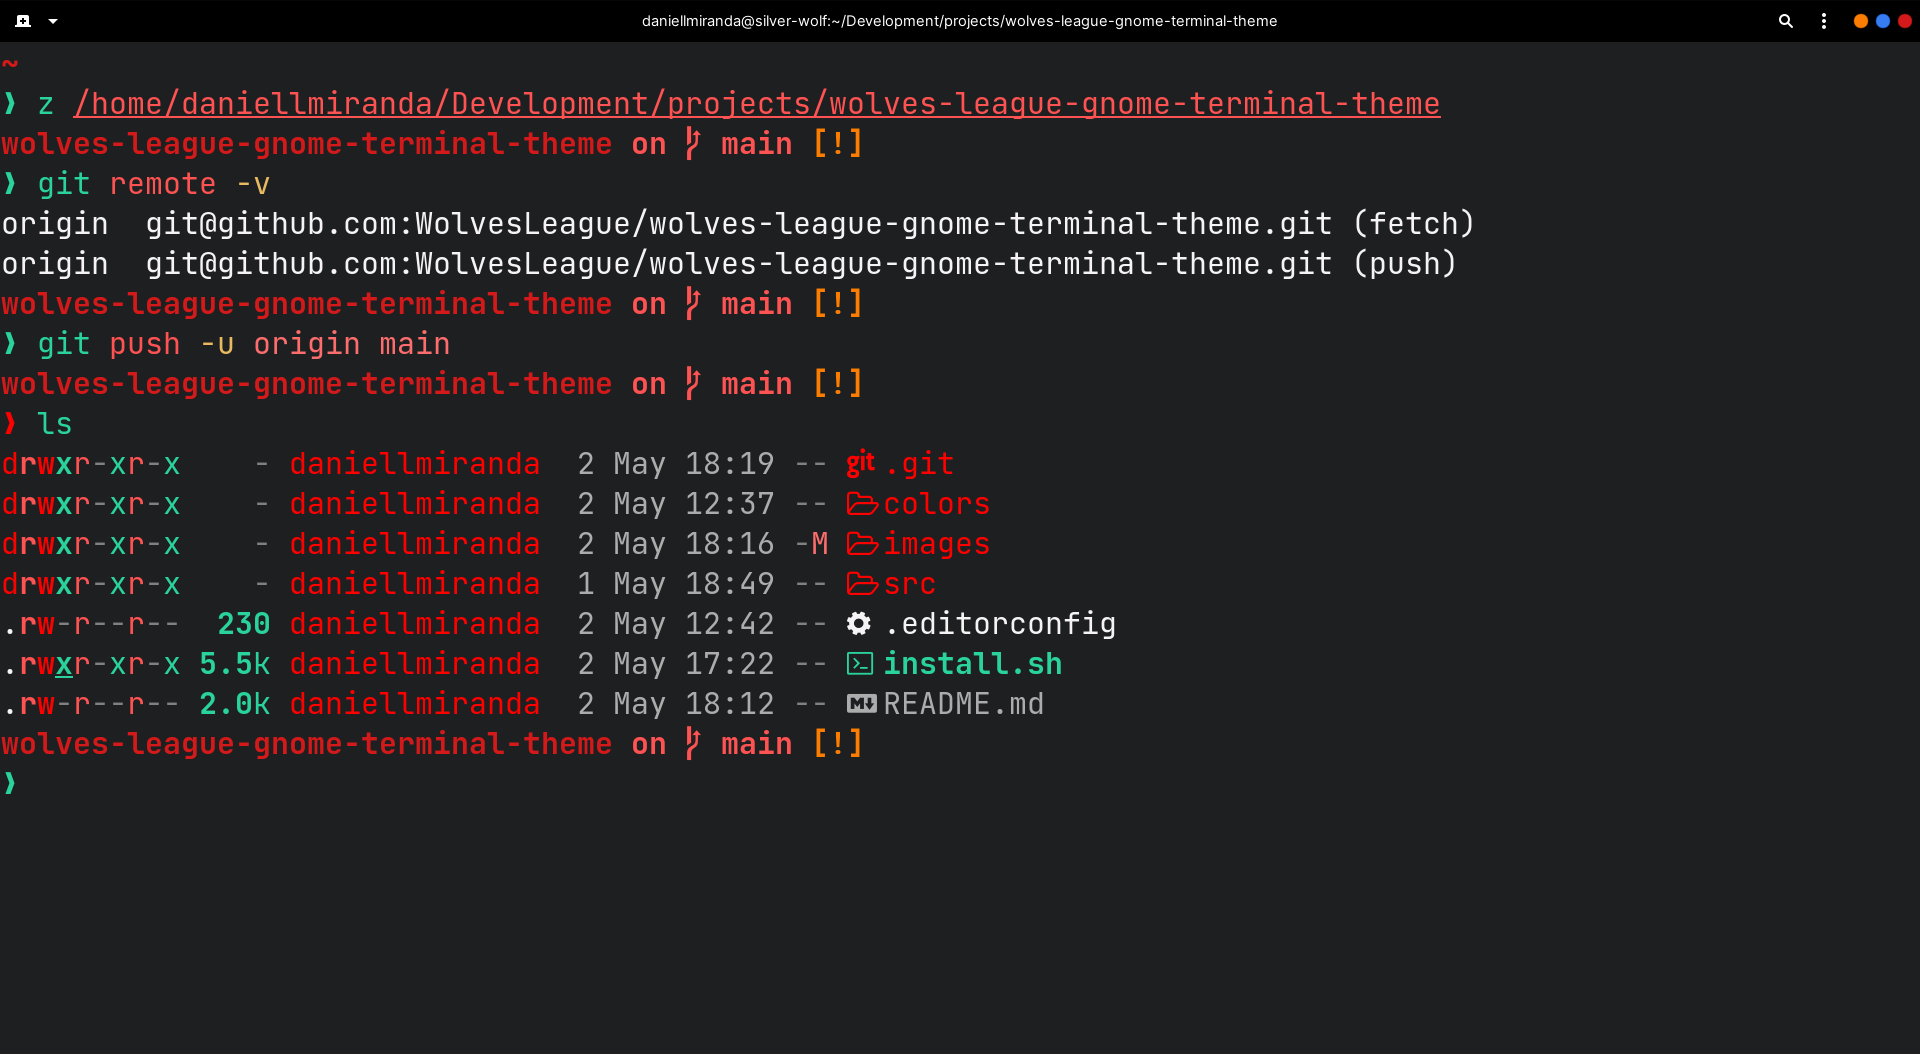 daniellmiranda@silver-wolf:~/Development/projects/wolves-league-gnome-terminal-theme
~
❱ z /home/daniellmiranda/Development/projects/wolves-league-gnome-terminal-theme
wolves-league-gnome-terminal-theme on main [!]
❱ git remote -v
origin  git@github.com:WolvesLeague/wolves-league-gnome-terminal-theme.git (fetch)
origin  git@github.com:WolvesLeague/wolves-league-gnome-terminal-theme.git (push)
wolves-league-gnome-terminal-theme on main [!]
❱ git push -u origin main
wolves-league-gnome-terminal-theme on main [!]
❱ ls
drwxr-xr-x    - daniellmiranda  2 May 18:19 -- git .git
drwxr-xr-x    - daniellmiranda  2 May 12:37 -- colors
drwxr-xr-x    - daniellmiranda  2 May 18:16 -M images
drwxr-xr-x    - daniellmiranda  1 May 18:49 -- src
.rw-r--r--  230 daniellmiranda  2 May 12:42 -- .editorconfig
.rwxr-xr-x 5.5k daniellmiranda  2 May 17:22 -- install.sh
.rw-r--r-- 2.0k daniellmiranda  2 May 18:12 -- README.md
wolves-league-gnome-terminal-theme on main [!]
❱